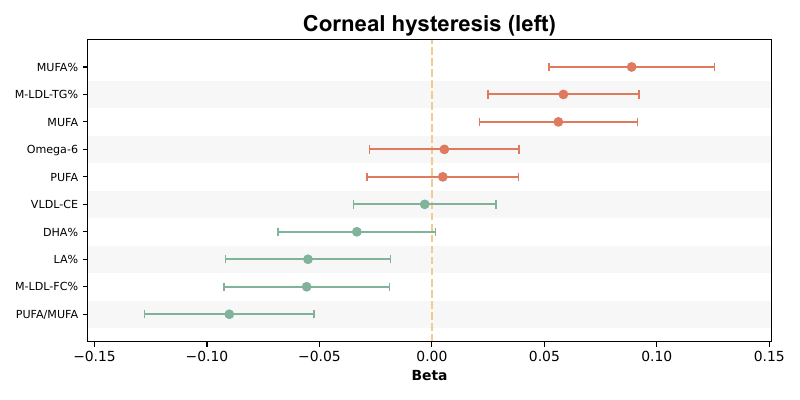 Corneal hysteresis (left)
MUFA%
M-LDL-TG%
MUFA
Omega-6
PUFA
VLDL-CE
DHA%
LA%
M-LDL-FC%
PUFA/MUFA
−0.15 −0.10 −0.05 0.00 0.05 0.10 0.15
Beta